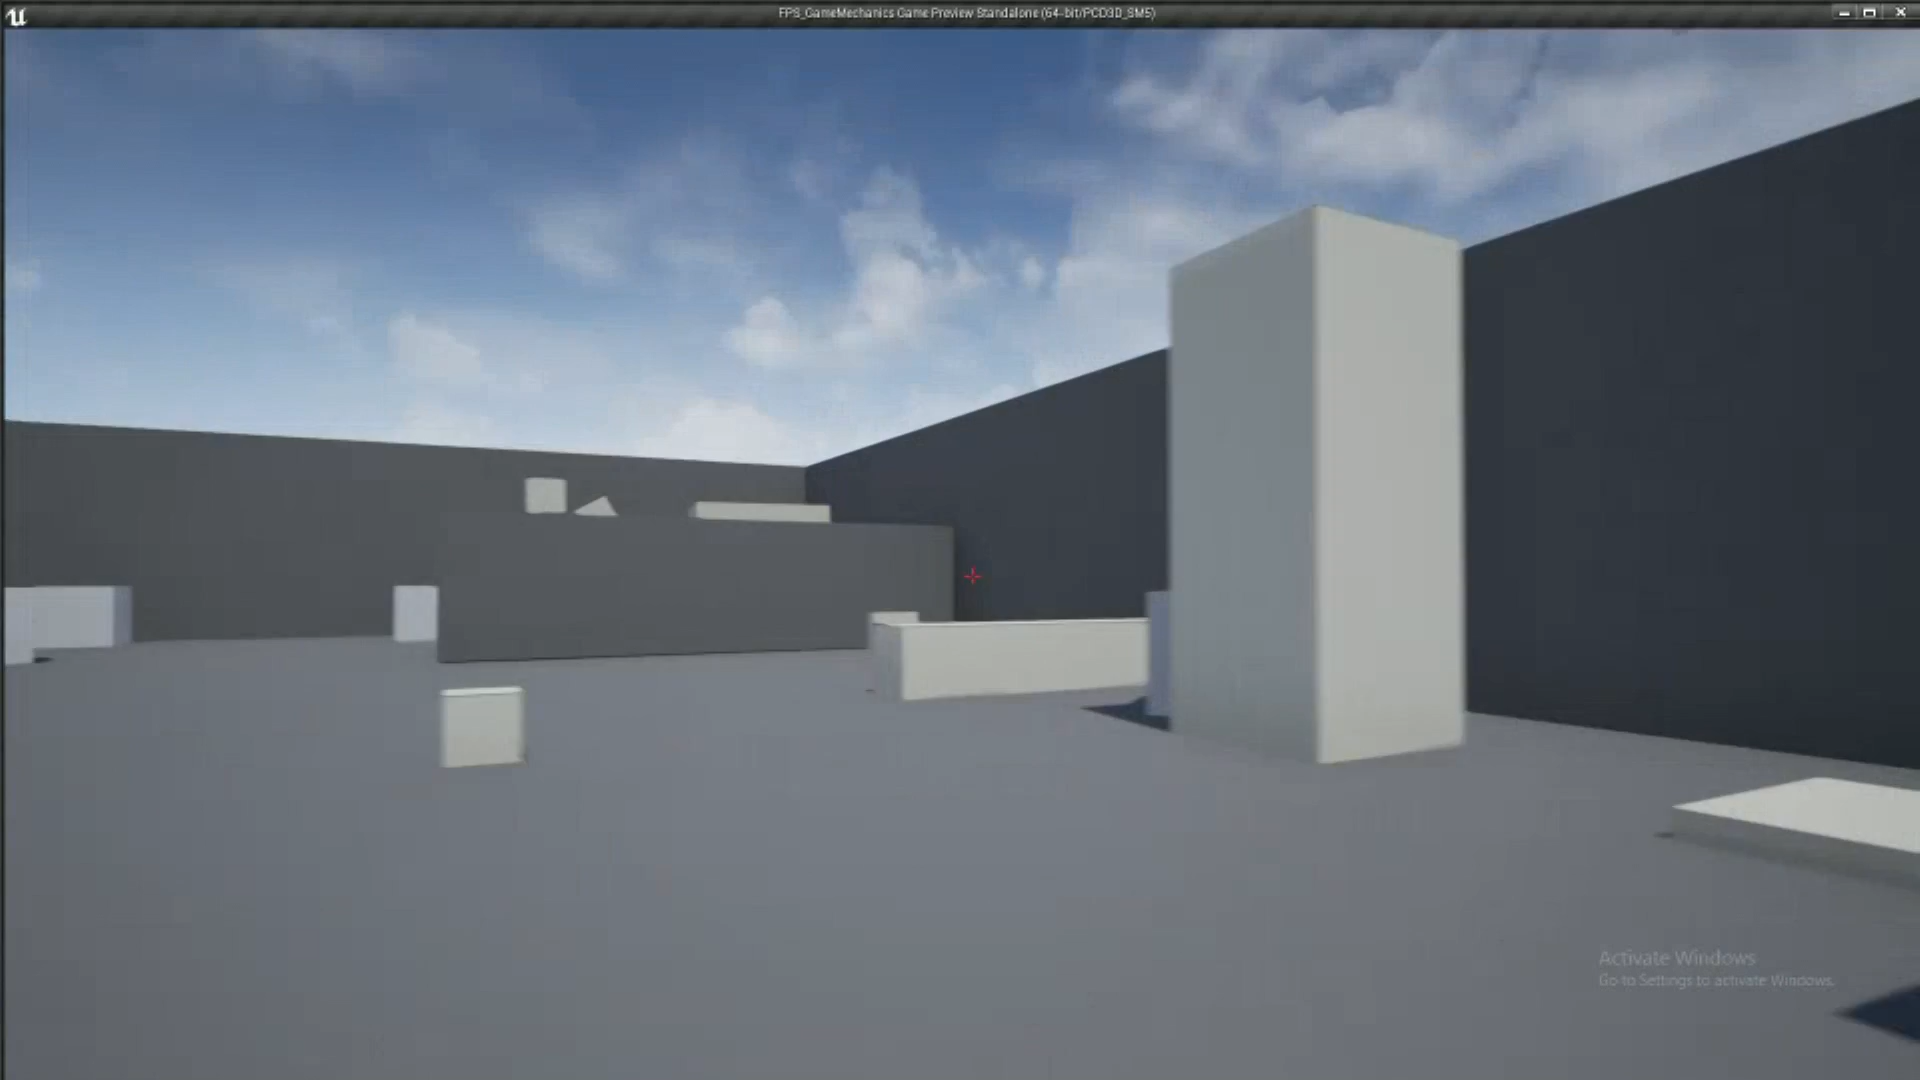 FPS_GameMechanics Game Preview Standalone (64-bit/PCD3D_SM5)
Activate Windows
Go to Settings to activate Windows.